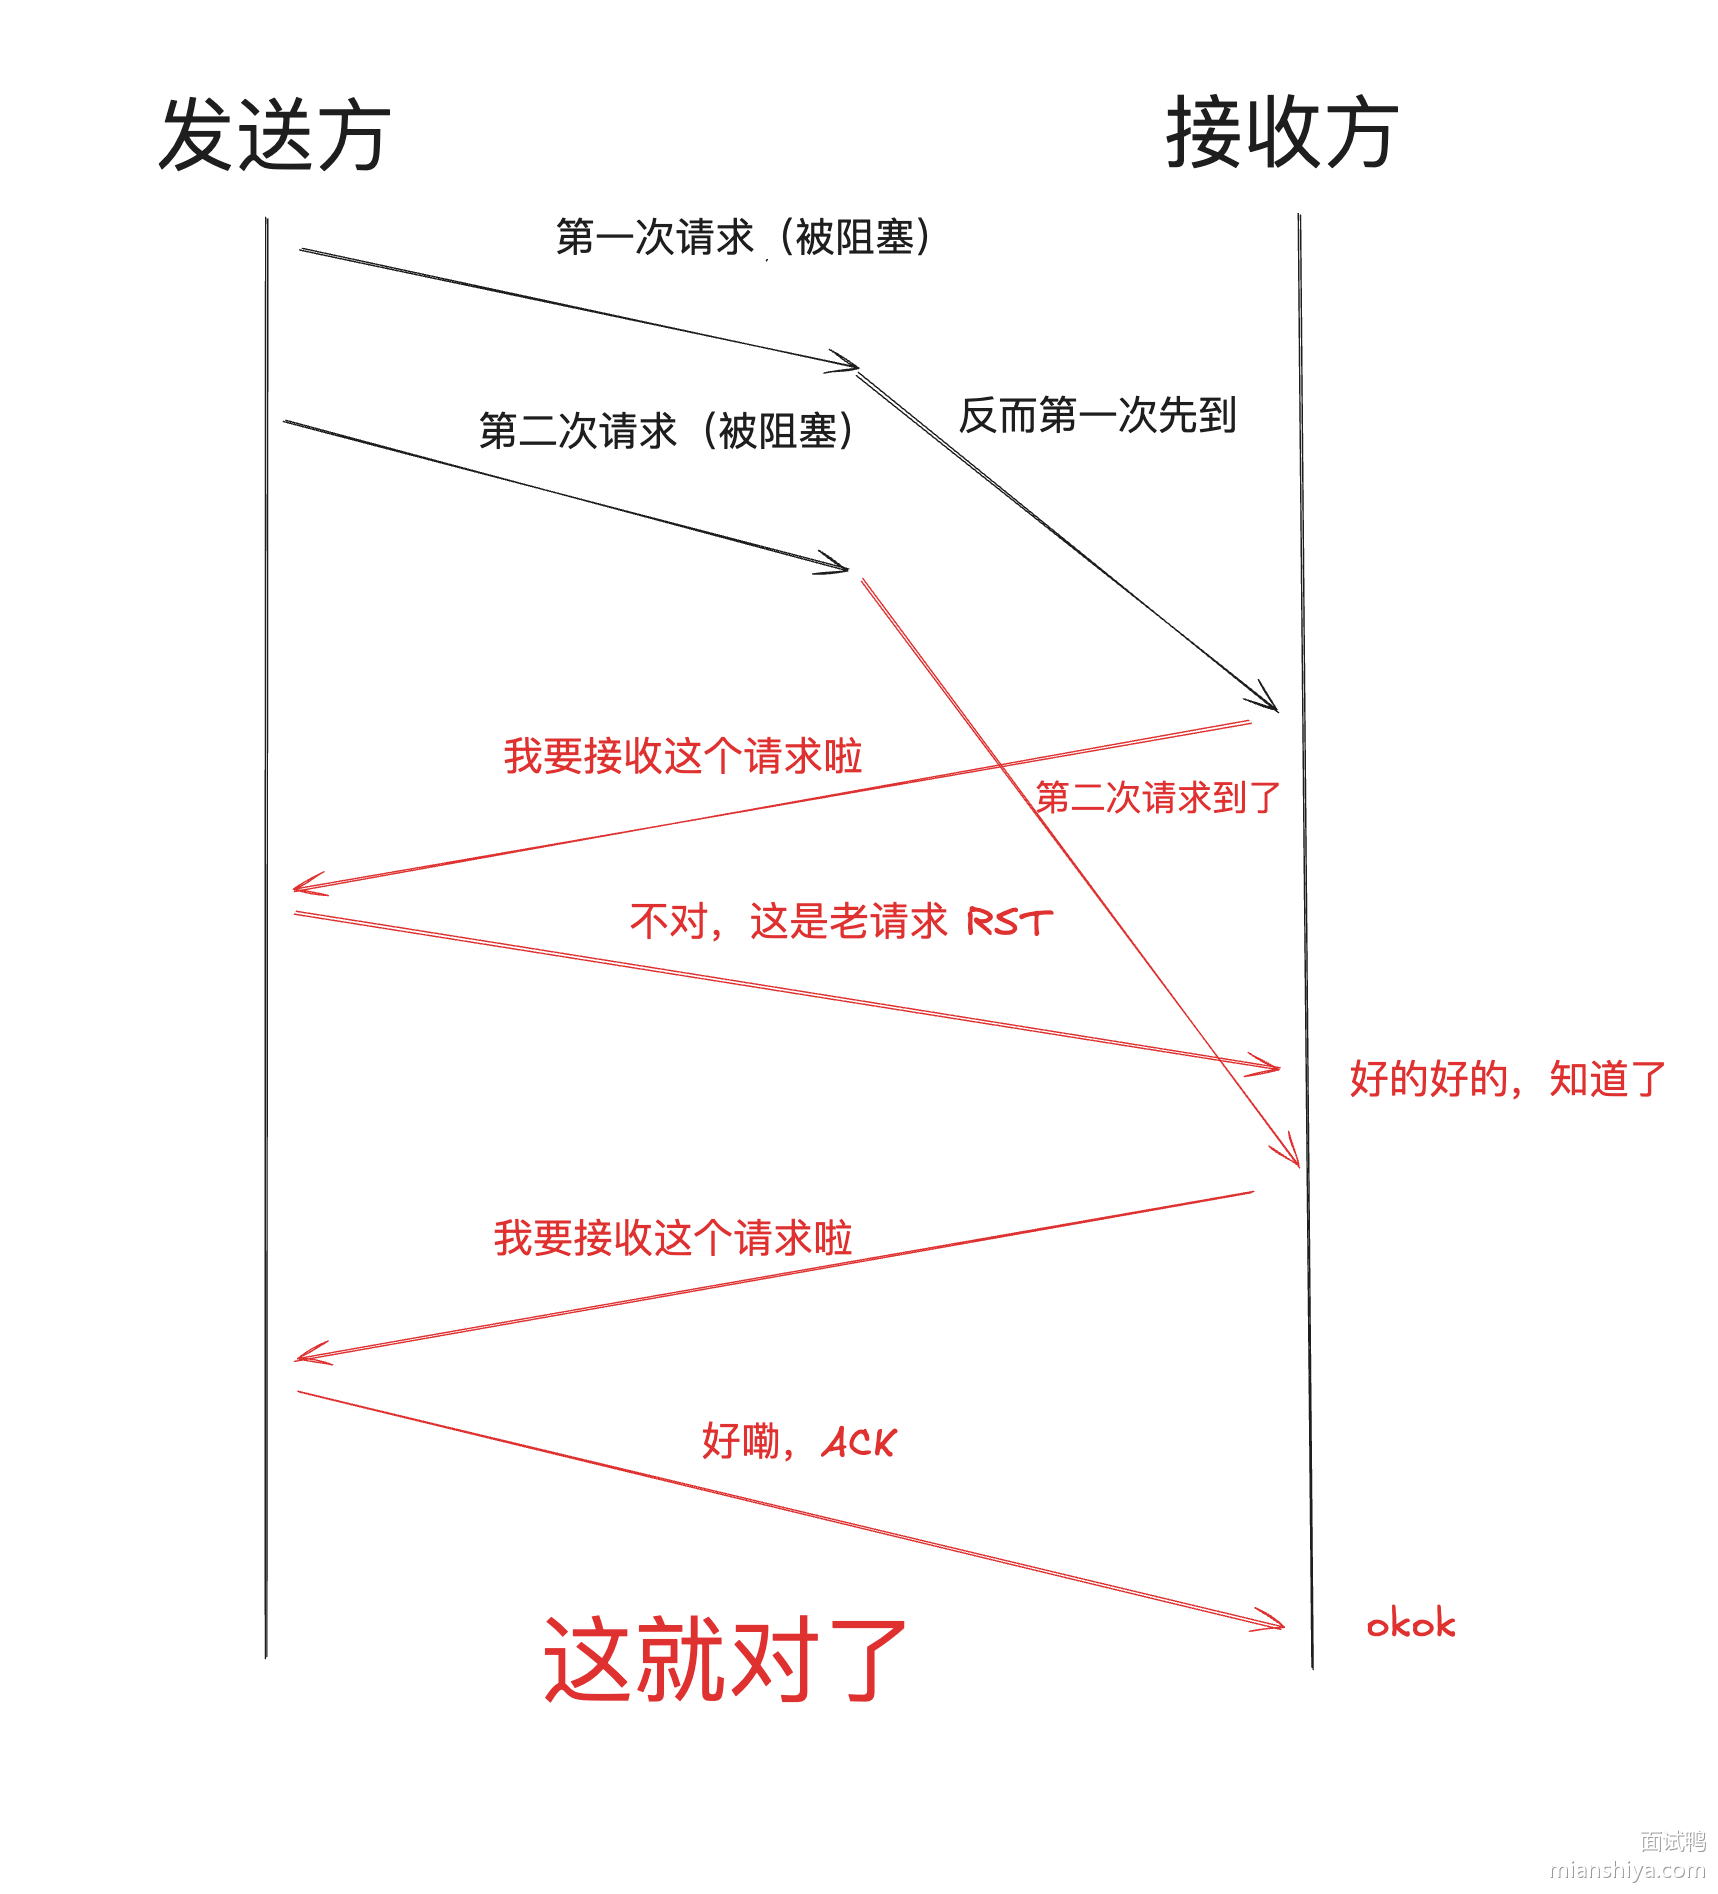 发送方
接收方
第一次请求（被阻塞）
反而第一次先到
第二次请求（被阻塞）
我要接收这个请求啦
第二次请求到了
不对，这是老请求 RST
好的好的，知道了
我要接收这个请求啦
好嘞，ACK
okok
这就对了
面试鸭
mianshiya.com